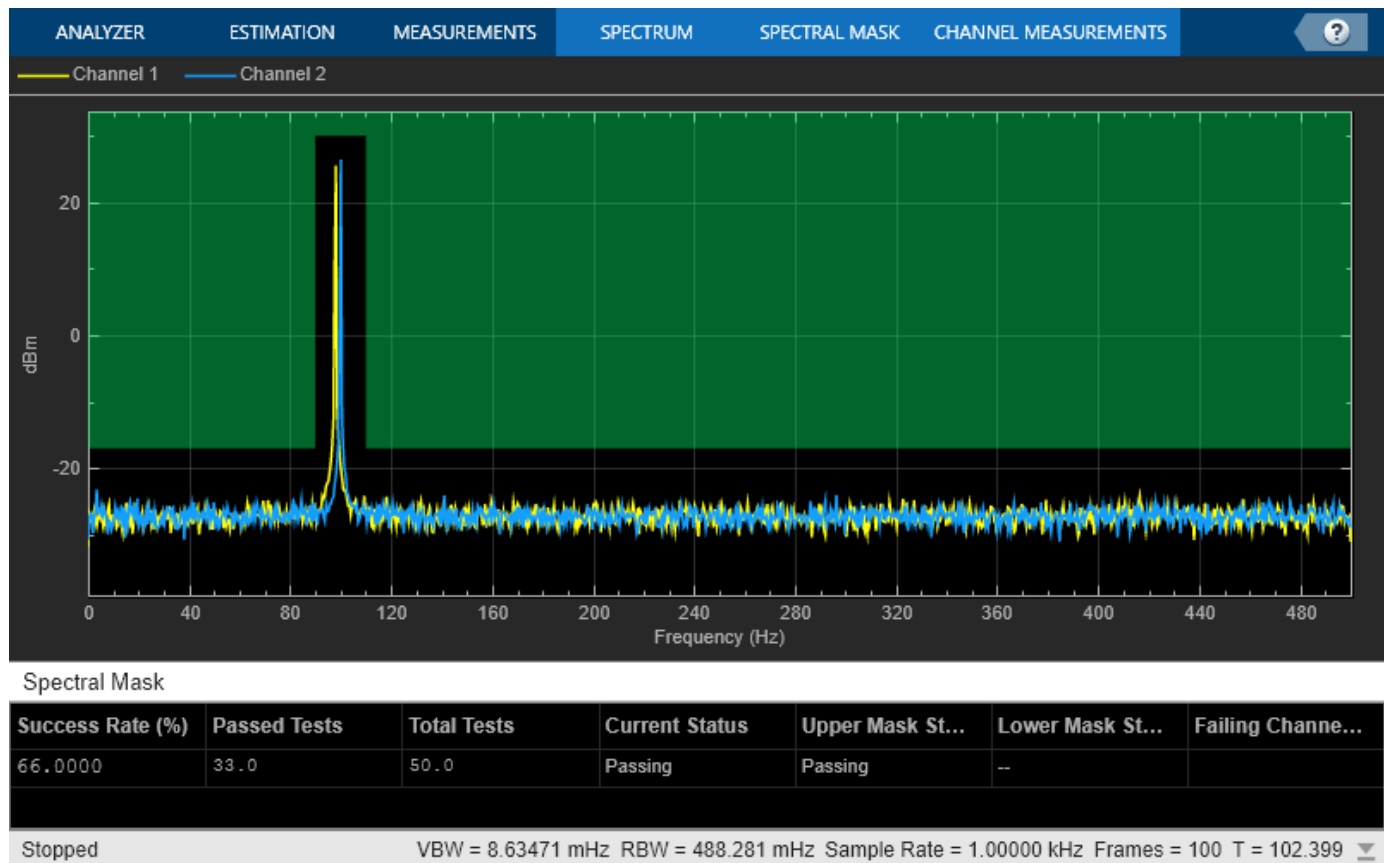 ANALYZER ESTIMATION MEASUREMENTS SPECTRUM SPECTRAL MASK CHANNEL MEASUREMENTS ?
Channel 1 Channel 2
20
0
-20
dBm
0 40 80 120 160 200 240 280 320 360 400 440 480
Frequency (Hz)
Spectral Mask
Success Rate (%) Passed Tests Total Tests Current Status Upper Mask St... Lower Mask St... Failing Channe...
66.0000 33.0 50.0 Passing Passing --
Stopped VBW = 8.63471 mHz RBW = 488.281 mHz Sample Rate = 1.00000 kHz Frames = 100 T = 102.399